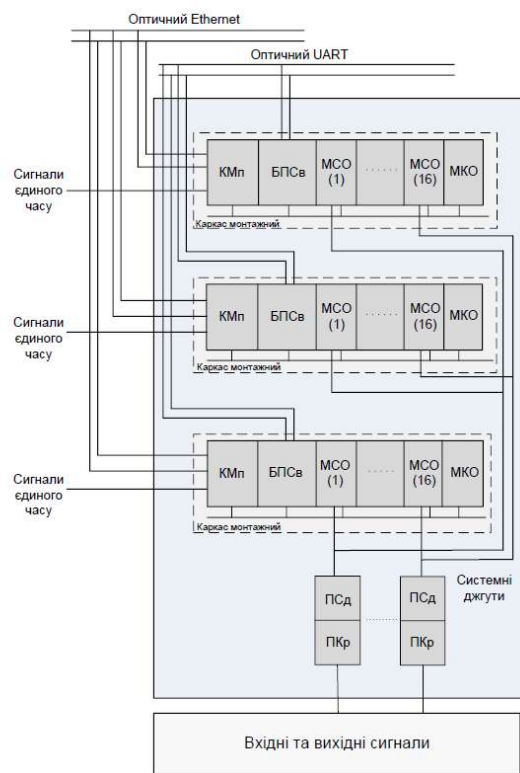 Оптичний Ethernet
Оптичний UART
Сигнали
єдиного
часу
КМп
БПСв
МСО
(1)
······
МСО
(16)
МКО
Каркас монтажний
Сигнали
єдиного
часу
КМп
БПСв
МСО
(1)
······
МСО
(16)
МКО
Каркас монтажний
Сигнали
єдиного
часу
КМп
БПСв
МСО
(1)
·····
МСО
(16)
МКО
Каркас монтажний
Системні
джгути
ПСд
ПКр
ПСд
ПКр
Вхідні та вихідні сигнали